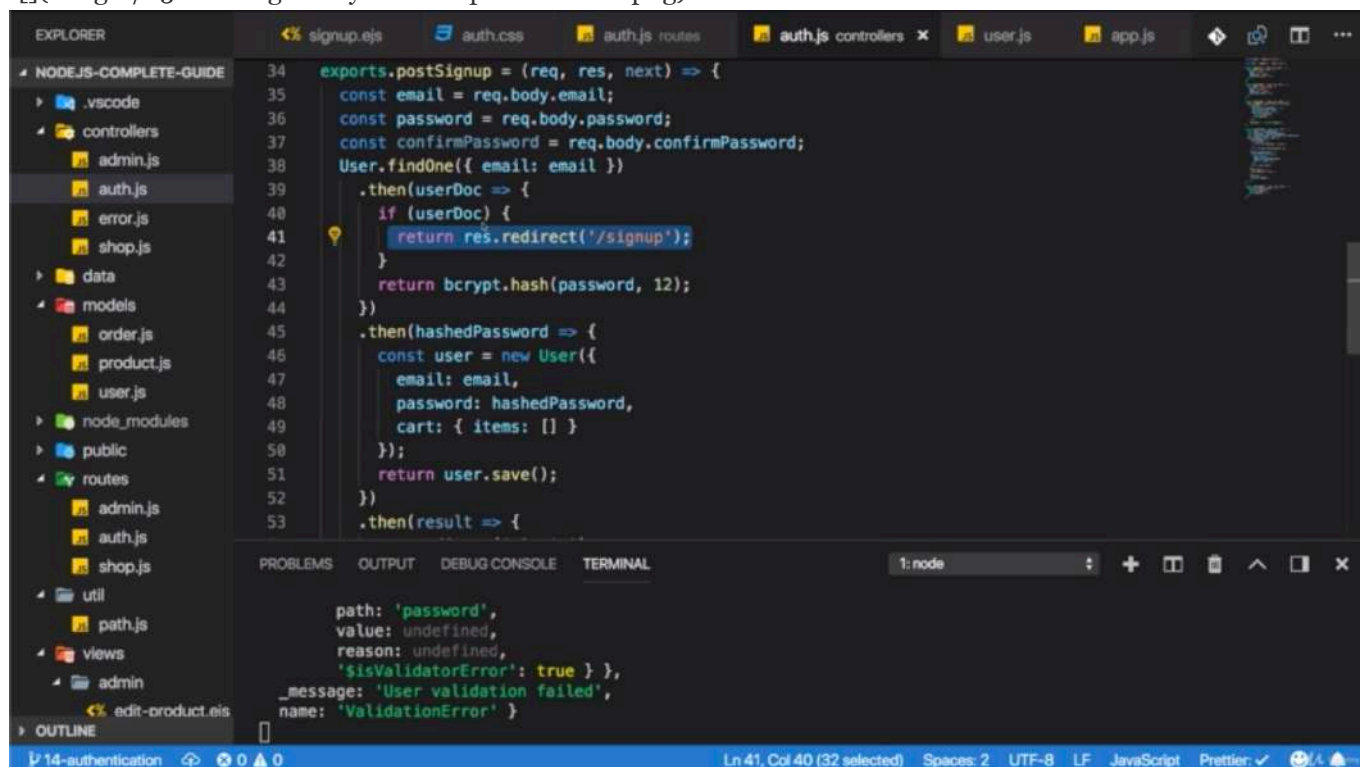 EXPLORER
NODEJS-COMPLETE-GUIDE
.vscode
controllers
admin.js
auth.js
error.js
shop.js
data
models
order.js
product.js
user.js
node_modules
public
routes
admin.js
auth.js
shop.js
util
path.js
views
admin
edit-product.ejs
OUTLINE
signup.ejs auth.css auth.js routes auth.js controllers × user.js app.js
34 exports.postSignup = (req, res, next) => {
35 const email = req.body.email;
36 const password = req.body.password;
37 const confirmPassword = req.body.confirmPassword;
38 User.findOne({ email: email })
39 .then(userDoc => {
40 if (userDoc) {
41 return res.redirect('/signup');
42 }
43 return bcrypt.hash(password, 12);
44 })
45 .then(hashedPassword => {
46 const user = new User({
47 email: email,
48 password: hashedPassword,
49 cart: { items: [] }
50 });
51 return user.save();
52 })
53 .then(result => {
PROBLEMS OUTPUT DEBUG CONSOLE TERMINAL 1: node
path: 'password',
value: undefined,
reason: undefined,
'$isValidatorError': true } },
_message: 'User validation failed',
name: 'ValidationError' }
14-authentication 0 0 Ln 41, Col 40 (32 selected) Spaces: 2 UTF-8 LF JavaScript Prettier: ✓